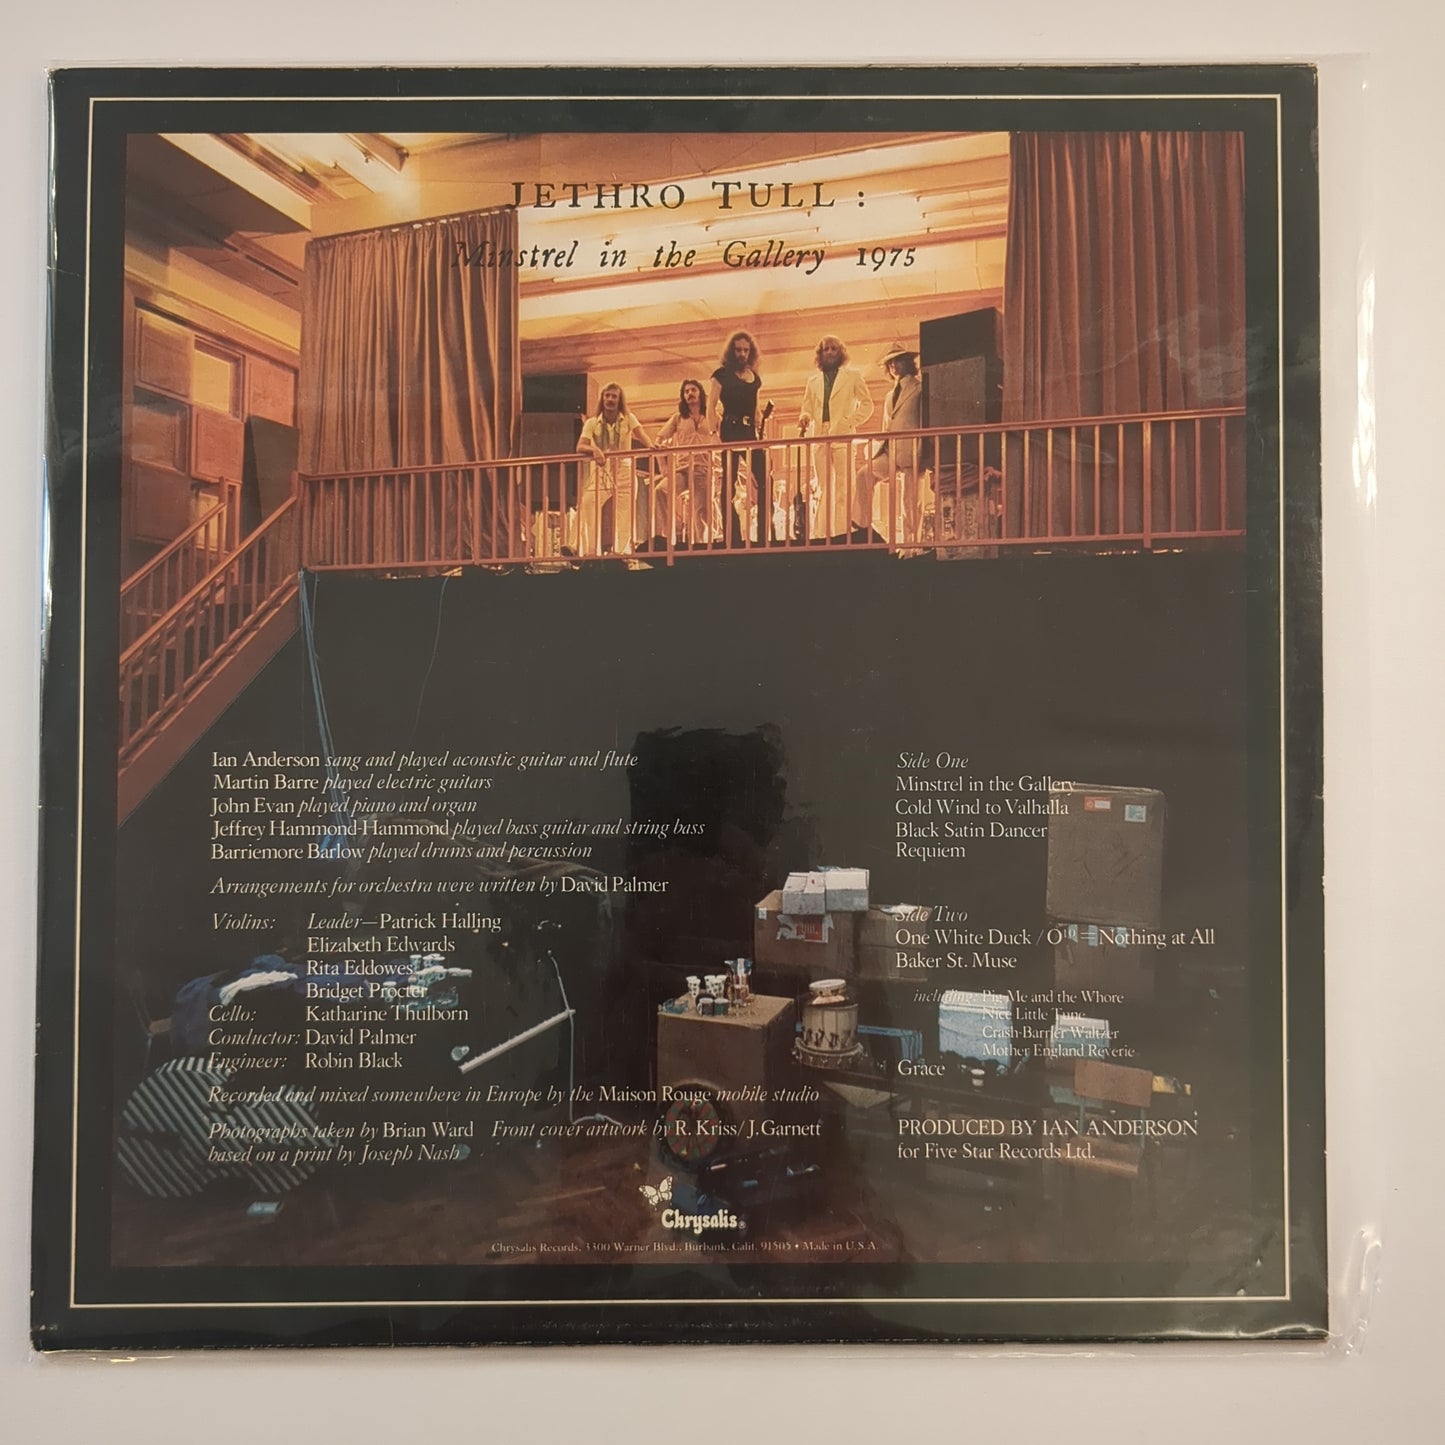 JETHRO TULL :
Minstrel in the Gallery 1975
Ian Anderson sang and played acoustic guitar and flute
Martin Barre played electric guitars
John Evan played piano and organ
Jeffrey Hammond-Hammond played bass guitar and string bass
Barriemore Barlow played drums and percussion
Arrangements for orchestra were written by David Palmer
Violins: Leader—Patrick Halling
Elizabeth Edwards
Rita Eddowes
Bridget Procter
Cello: Katharine Thulborn
Conductor: David Palmer
Engineer: Robin Black
Recorded and mixed somewhere in Europe by the Maison Rouge mobile studio
Photographs taken by Brian Ward Front cover artwork by R. Kriss/J. Garnett
based on a print by Joseph Nash
Side One
Minstrel in the Gallery
Cold Wind to Valhalla
Black Satin Dancer
Requiem
Side Two
One White Duck / O¹⁰ = Nothing at All
Baker St. Muse
including: Pig-Me and the Whore
Nice Little Tune
Crash-Barrier Waltzer
Mother England Reverie
Grace
PRODUCED BY IAN ANDERSON
for Five Star Records Ltd.
Chrysalis®
Chrysalis Records, 3300 Warner Blvd., Burbank, Calif. 91505 • Made in U.S.A.